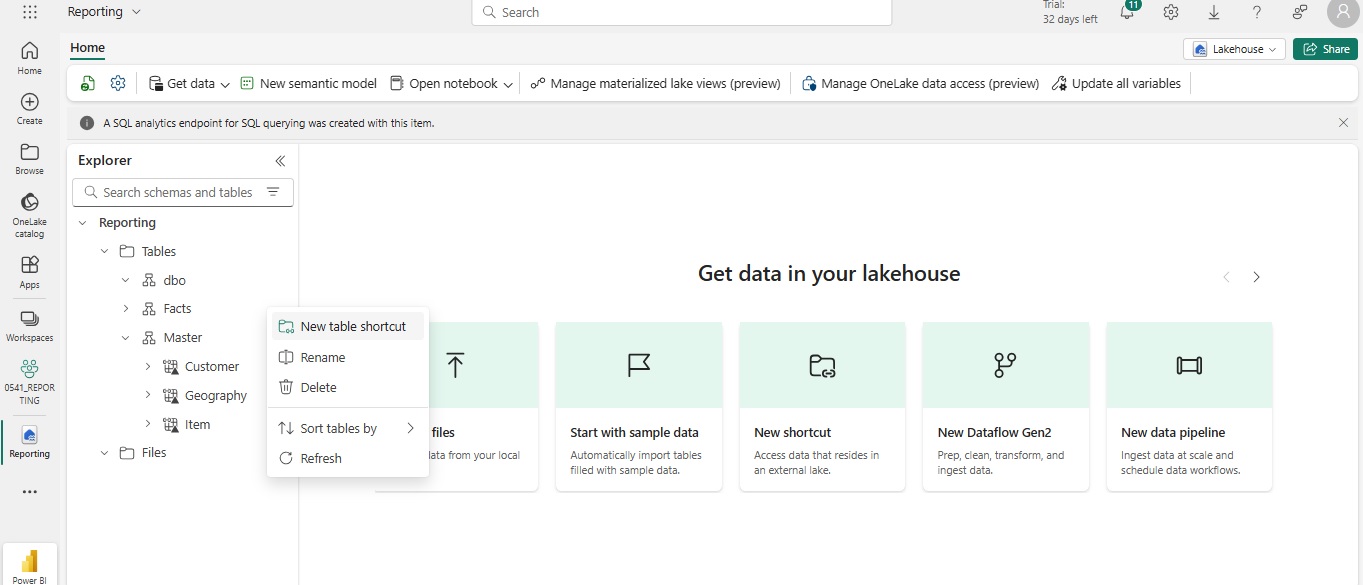 Reporting
Search
Trial:
32 days left
11
Home
Lakehouse
Share
Get data
New semantic model
Open notebook
Manage materialized lake views (preview)
Manage OneLake data access (preview)
Update all variables
A SQL analytics endpoint for SQL querying was created with this item.
Home
Create
Browse
OneLake
catalog
Apps
Workspaces
0541_REPOR
TING
Reporting
Power BI
Explorer
Search schemas and tables
Reporting
Tables
dbo
Facts
Master
Customer
Geography
Item
Files
New table shortcut
Rename
Delete
Sort tables by
Refresh
Get data in your lakehouse
files
data from your local
Start with sample data
Automatically import tables
filled with sample data.
New shortcut
Access data that resides in
an external lake.
New Dataflow Gen2
Prep, clean, transform, and
ingest data.
New data pipeline
Ingest data at scale and
schedule data workflows.